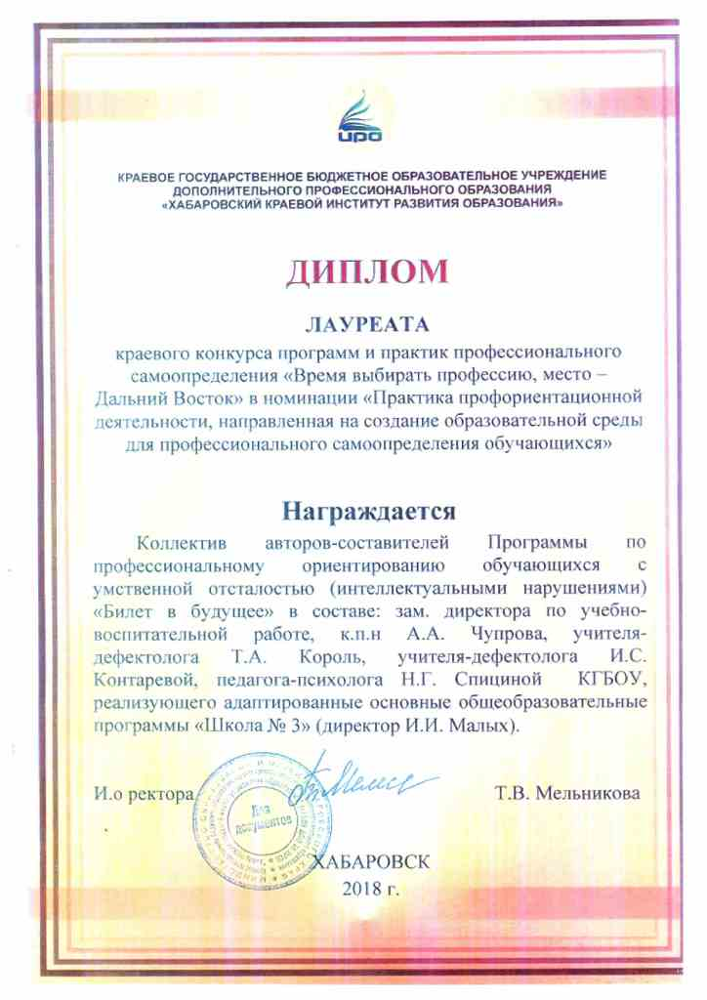 ИРО
КРАЕВОЕ ГОСУДАРСТВЕННОЕ БЮДЖЕТНОЕ ОБРАЗОВАТЕЛЬНОЕ УЧРЕЖДЕНИЕ
ДОПОЛНИТЕЛЬНОГО ПРОФЕССИОНАЛЬНОГО ОБРАЗОВАНИЯ
«ХАБАРОВСКИЙ КРАЕВОЙ ИНСТИТУТ РАЗВИТИЯ ОБРАЗОВАНИЯ»
ДИПЛОМ
ЛАУРЕАТА
краевого конкурса программ и практик профессионального
самоопределения «Время выбирать профессию, место –
Дальний Восток» в номинации «Практика профориентационной
деятельности, направленная на создание образовательной среды
для профессионального самоопределения обучающихся»
Награждается
Коллектив авторов-составителей Программы по
профессиональному ориентированию обучающихся с
умственной отсталостью (интеллектуальными нарушениями)
«Билет в будущее» в составе: зам. директора по учебно-
воспитательной работе, к.п.н А.А. Чупрова, учителя-
дефектолога Т.А. Король, учителя-дефектолога И.С.
Контаревой, педагога-психолога Н.Г. Спициной КГБОУ,
реализующего адаптированные основные общеобразовательные
программы «Школа № 3» (директор И.И. Малых).
И.о ректора Т.В. Мельникова
Для
документов
ХАБАРОВСК
2018 г.